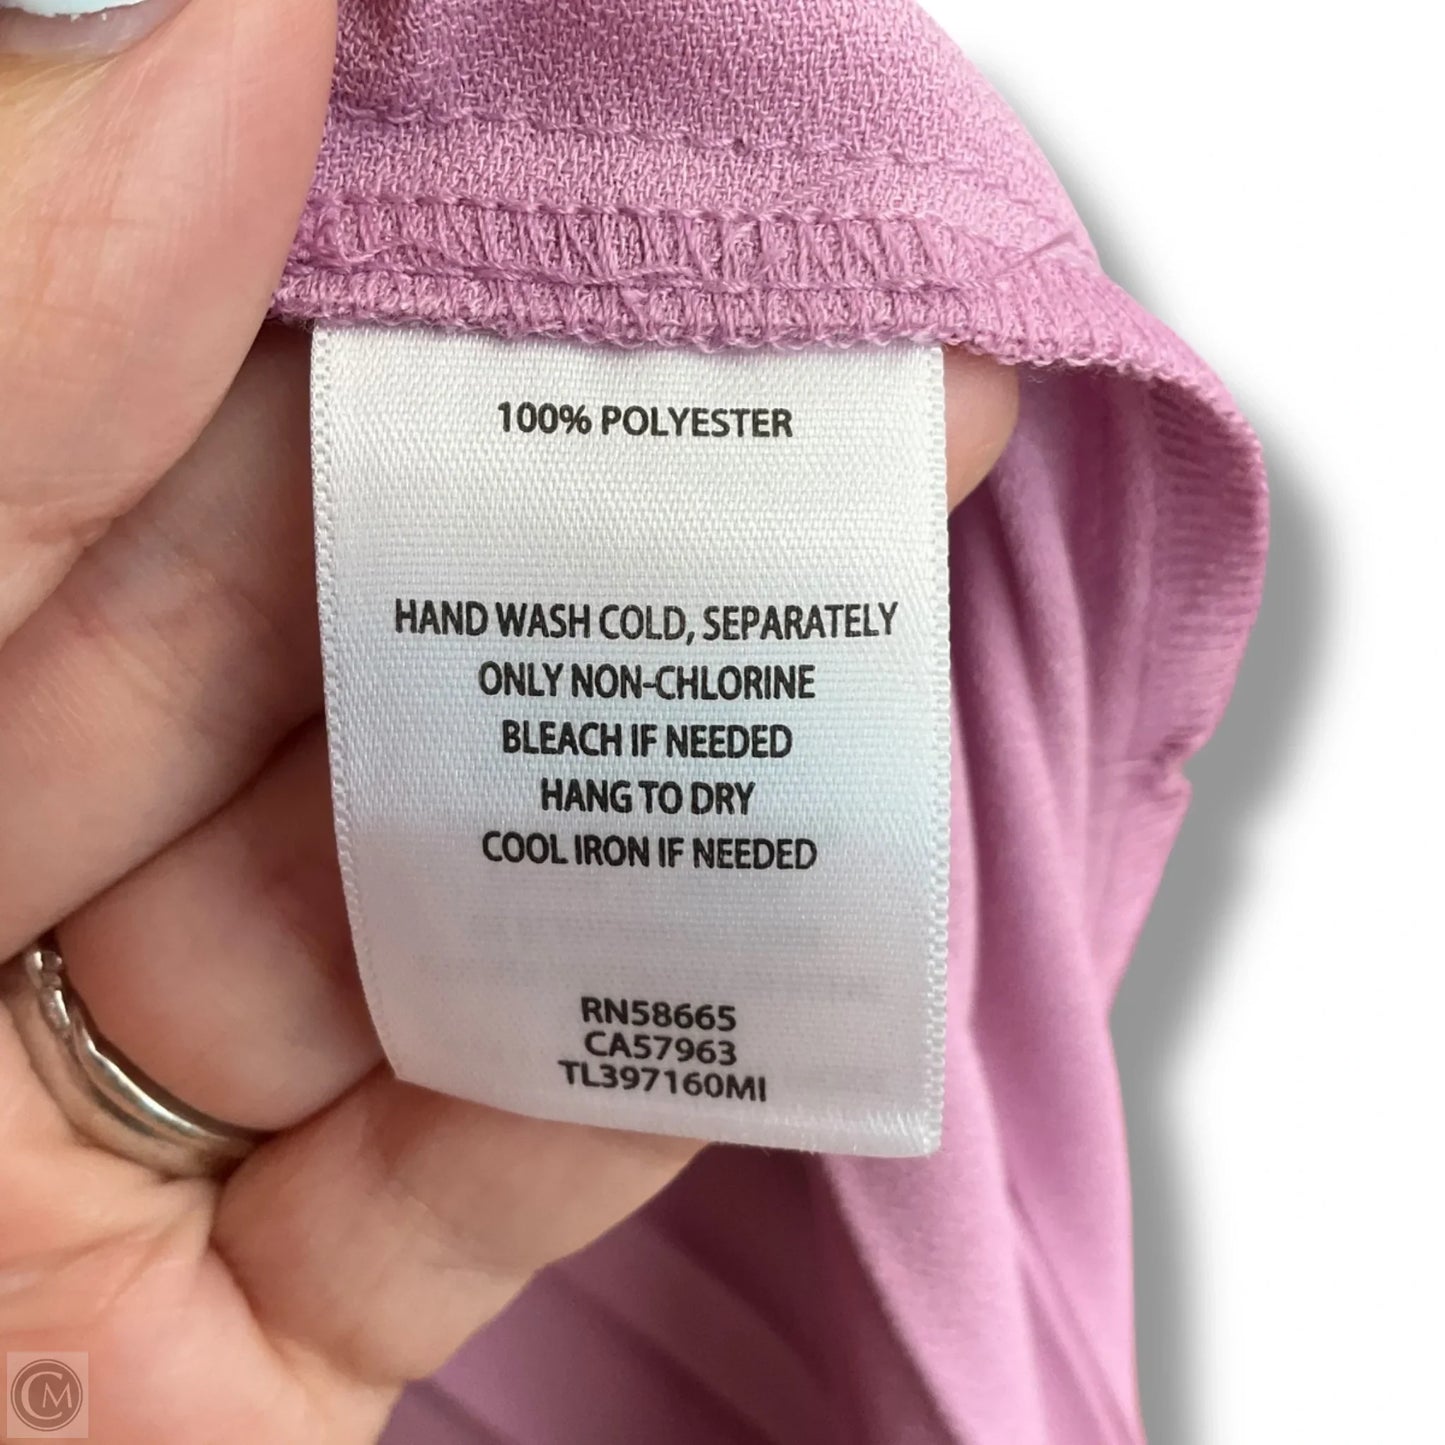 100% POLYESTER
HAND WASH COLD, SEPARATELY
ONLY NON-CHLORINE
BLEACH IF NEEDED
HANG TO DRY
COOL IRON IF NEEDED
RN58665
CA57963
TL397160MI
CM